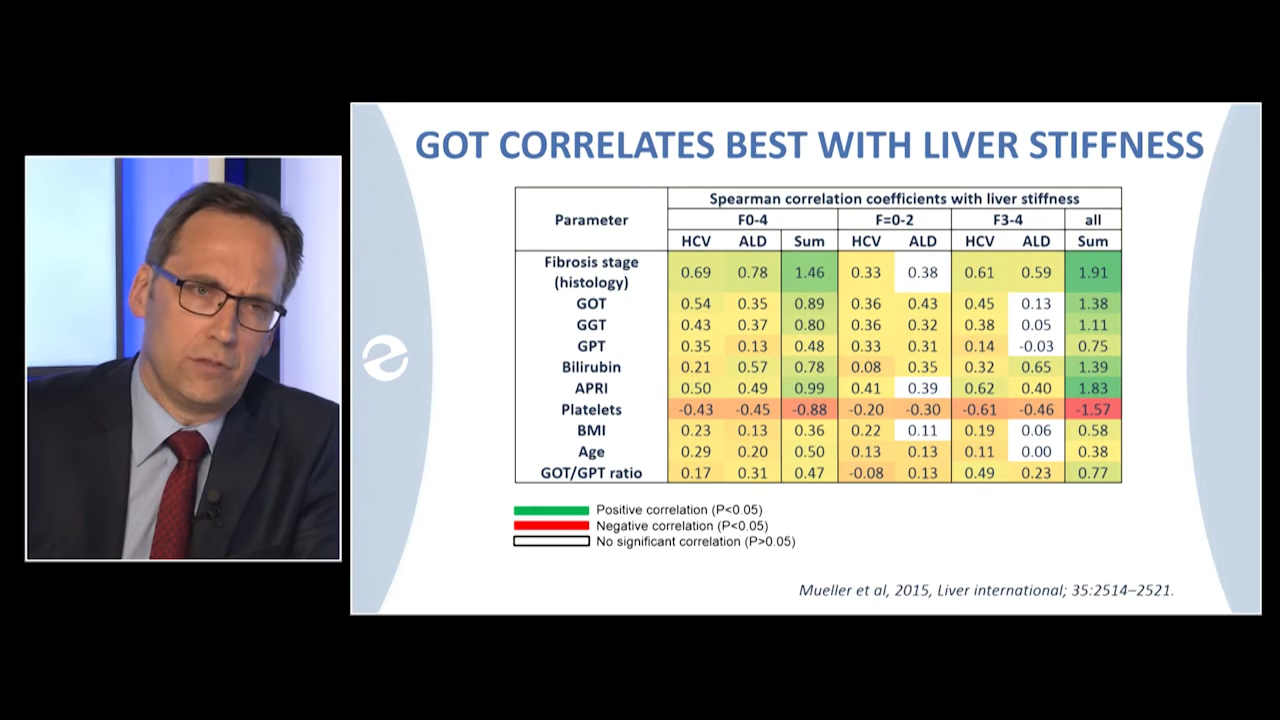 GOT CORRELATES BEST WITH LIVER STIFFNESS
Parameter
Spearman correlation coefficients with liver stiffness
F0-4 F=0-2 F3-4 all
HCV ALD Sum HCV ALD HCV ALD Sum
Fibrosis stage
(histology) 0.69 0.78 1.46 0.33 0.38 0.61 0.59 1.91
GOT 0.54 0.35 0.89 0.36 0.43 0.45 0.13 1.38
GGT 0.43 0.37 0.80 0.36 0.32 0.38 0.05 1.11
GPT 0.35 0.13 0.48 0.33 0.31 0.14 -0.03 0.75
Bilirubin 0.21 0.57 0.78 0.08 0.35 0.32 0.65 1.39
APRI 0.50 0.49 0.99 0.41 0.39 0.62 0.40 1.83
Platelets -0.43 -0.45 -0.88 -0.20 -0.30 -0.61 -0.46 -1.57
BMI 0.23 0.13 0.36 0.22 0.11 0.19 0.06 0.58
Age 0.29 0.20 0.50 0.13 0.13 0.11 0.00 0.38
GOT/GPT ratio 0.17 0.31 0.47 -0.08 0.13 0.49 0.23 0.77
Positive correlation (P<0.05)
Negative correlation (P<0.05)
No significant correlation (P>0.05)
Mueller et al, 2015, Liver international; 35:2514–2521.